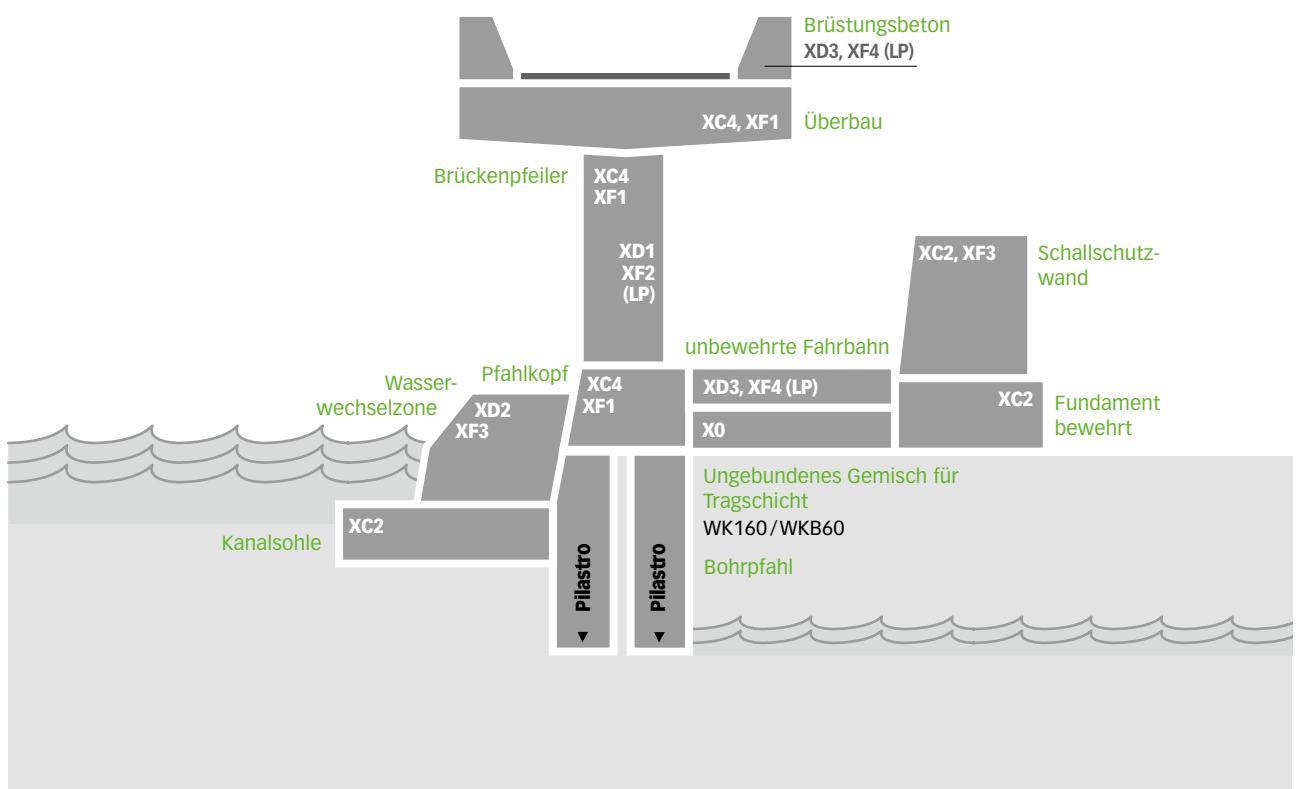 Brüstungsbeton
XD3, XF4 (LP)
XC4, XF1
Überbau
Brückenpfeiler
XC4
XF1
XD1
XF2
(LP)
XC2, XF3
Schallschutz-
wand
unbewehrte Fahrbahn
Pfahlkopf
XC4
XF1
XD3, XF4 (LP)
X0
XC2
Fundament
bewehrt
Wasser-
wechselzone
XD2
XF3
Kanalsohle
XC2
Pilastro
Pilastro
Ungebundenes Gemisch für
Tragschicht
WK160/WKB60
Bohrpfahl